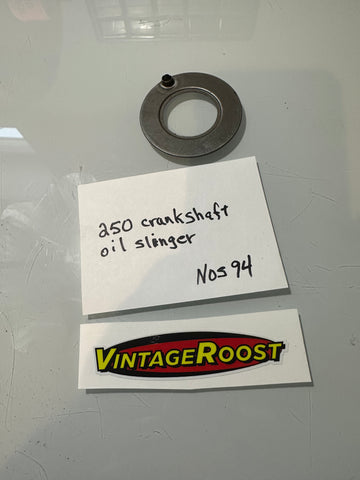 250 crankshaft
oil slinger
NOS 94
VINTAGEROOST